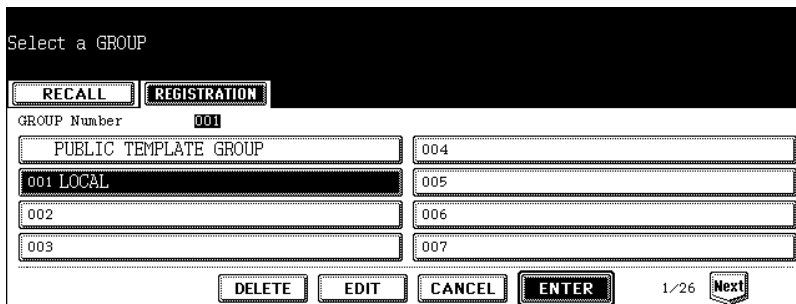 Select a GROUP
RECALL REGISTRATION
GROUP Number 001
PUBLIC TEMPLATE GROUP 004
001 LOCAL 005
002 006
003 007
DELETE EDIT CANCEL ENTER 1/26 Next